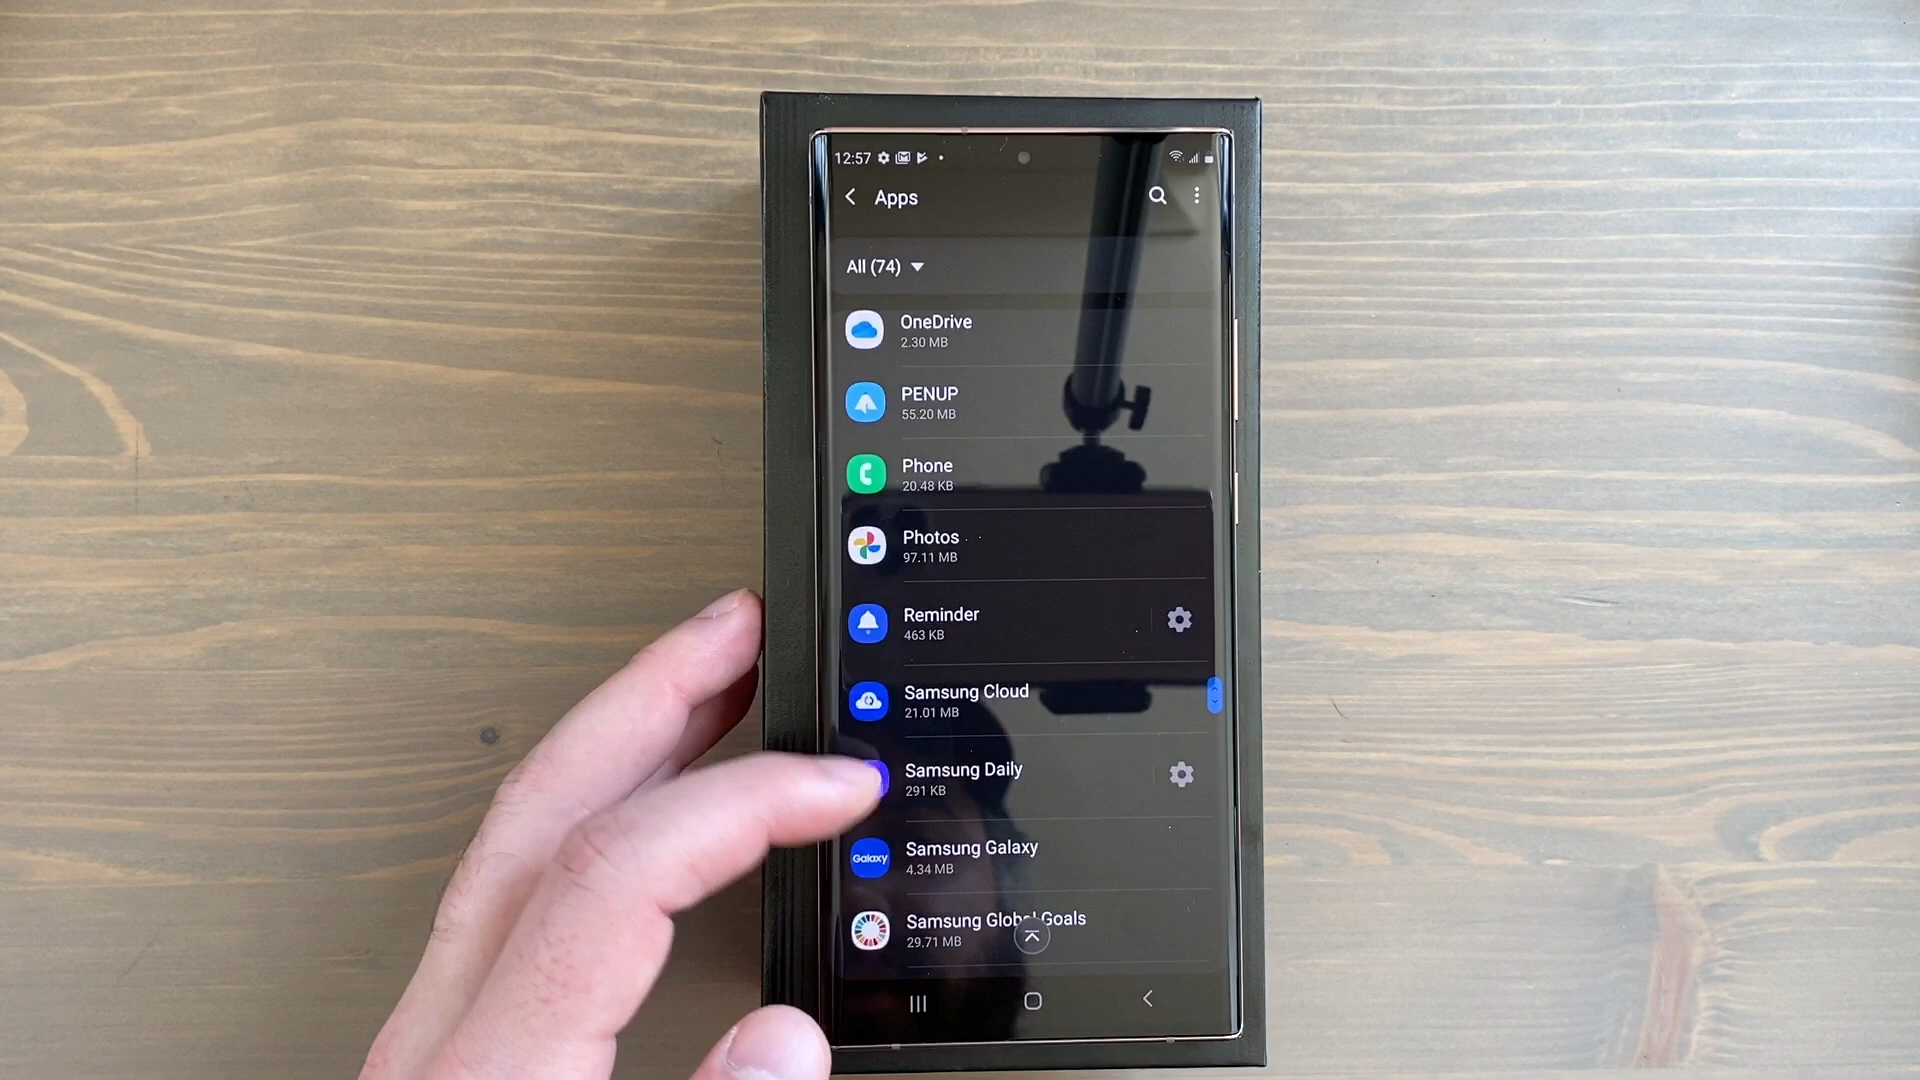 12:57
Apps
All (74)
OneDrive
2.30 MB
PENUP
55.20 MB
Phone
20.48 KB
Photos
97.11 MB
Reminder
463 KB
Samsung Cloud
21.01 MB
Samsung Daily
291 KB
Galaxy
Samsung Galaxy
4.34 MB
Samsung Global Goals
29.71 MB